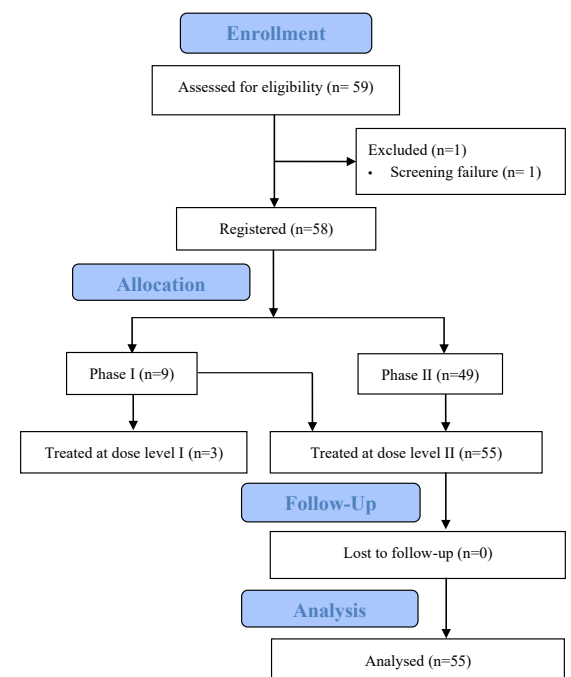 Enrollment
Assessed for eligibility (n= 59)
Excluded (n=1)
• Screening failure (n= 1)
Registered (n=58)
Allocation
Phase I (n=9)
Phase II (n=49)
Treated at dose level I (n=3)
Treated at dose level II (n=55)
Follow-Up
Lost to follow-up (n=0)
Analysis
Analysed (n=55)